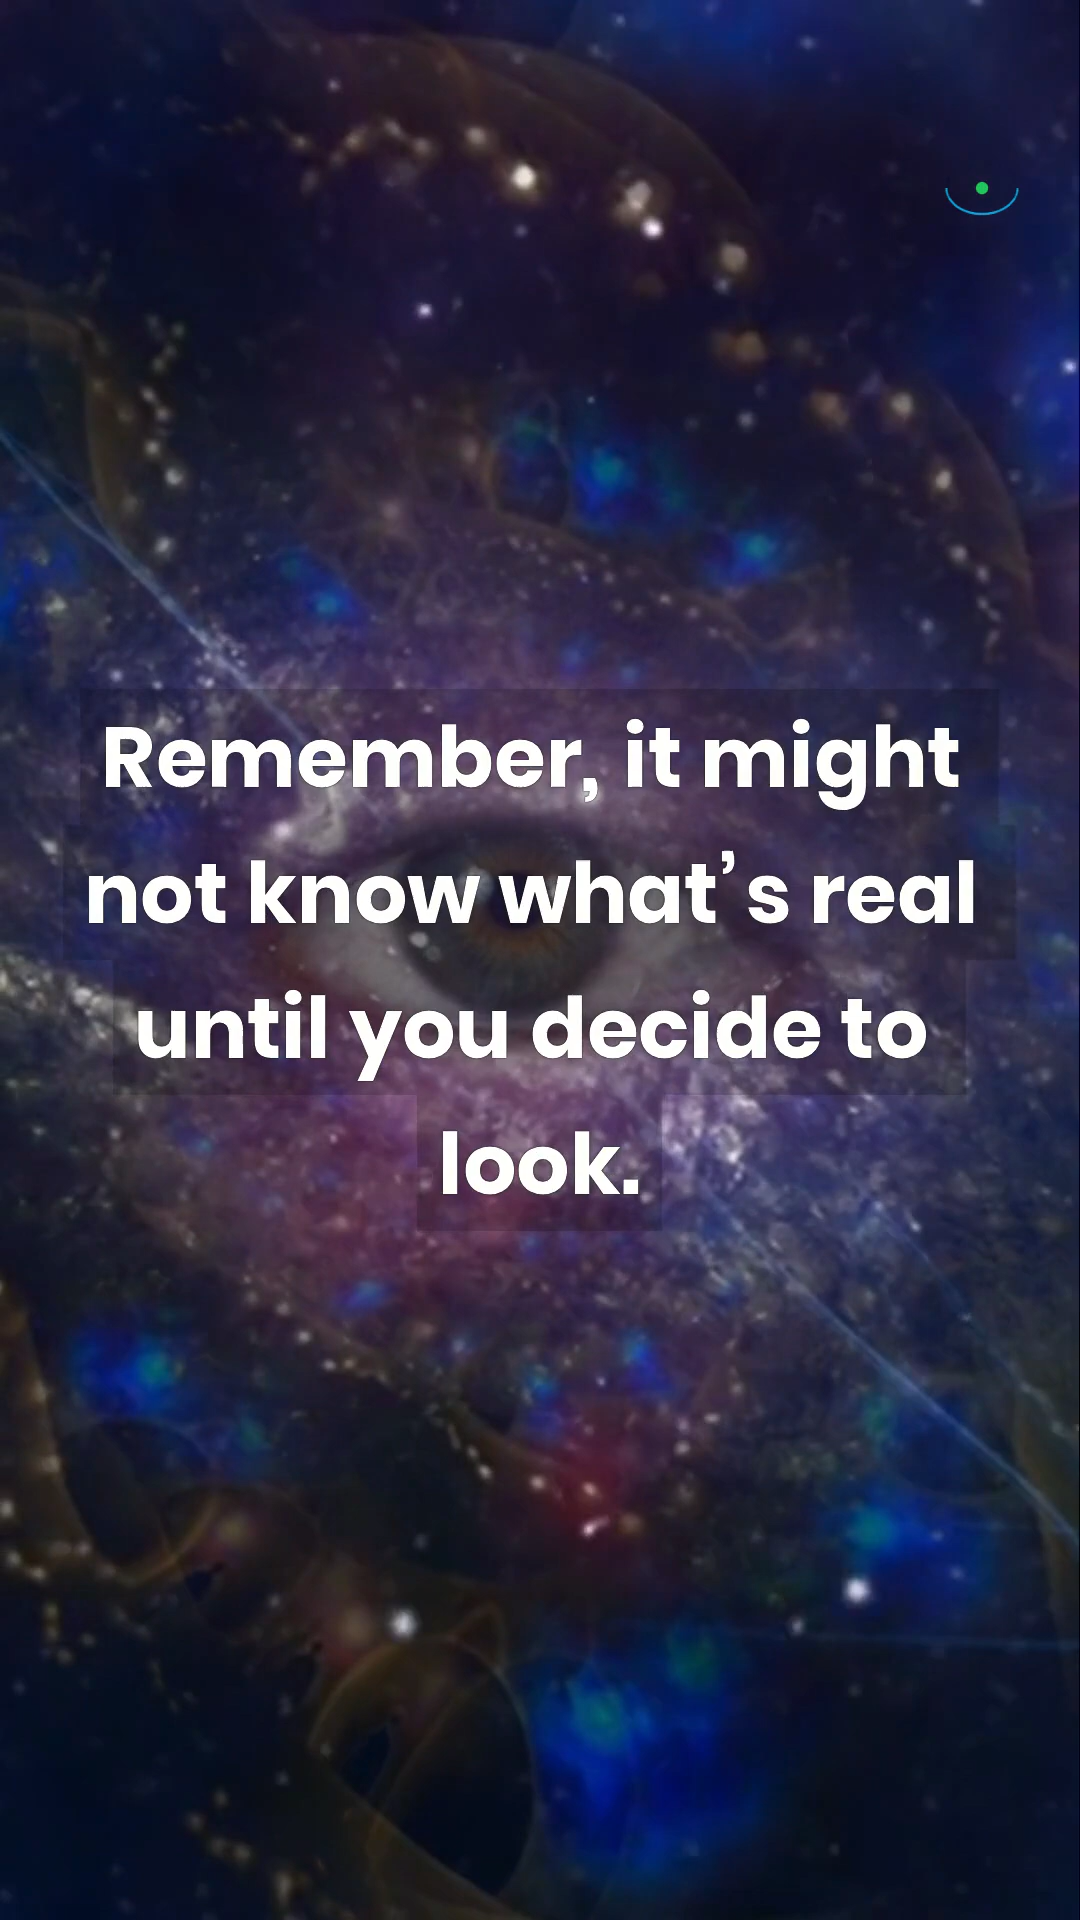 Remember, it might
not know what’s real
until you decide to
look.